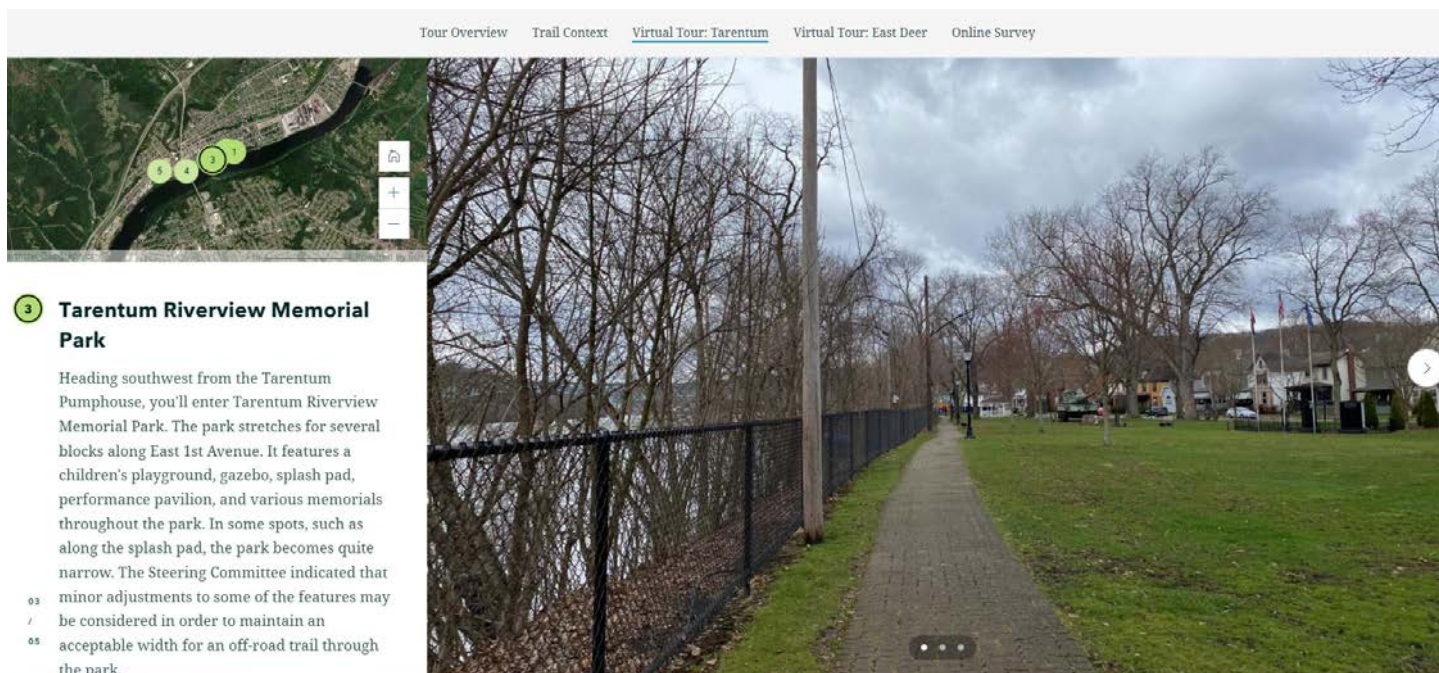 Tour Overview Trail Context Virtual Tour: Tarentum Virtual Tour: East Deer Online Survey
5 4 3 1
3 Tarentum Riverview Memorial
Park
Heading southwest from the Tarentum
Pumphouse, you'll enter Tarentum Riverview
Memorial Park. The park stretches for several
blocks along East 1st Avenue. It features a
children's playground, gazebo, splash pad,
performance pavilion, and various memorials
throughout the park. In some spots, such as
along the splash pad, the park becomes quite
narrow. The Steering Committee indicated that
minor adjustments to some of the features may
be considered in order to maintain an
acceptable width for an off-road trail through
the park.
03
/
05